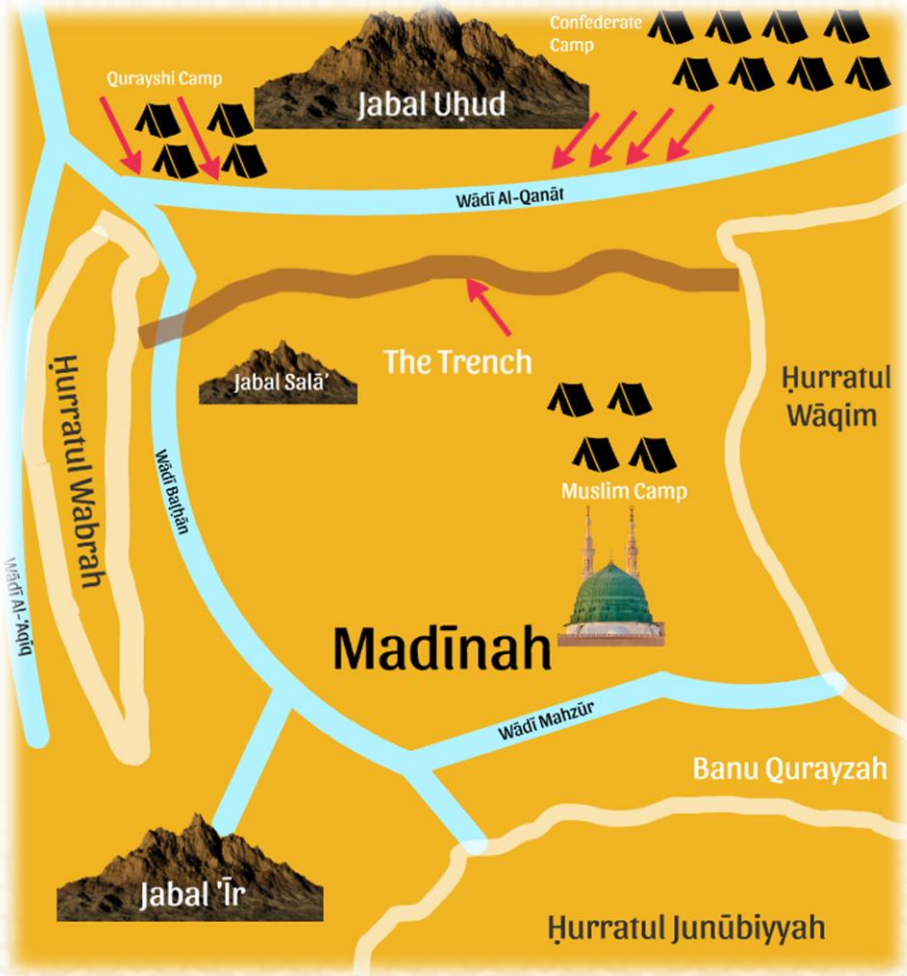 Confederate
Camp
Qurayshi Camp
Jabal Uḥud
Wādī Al-Qanāt
The Trench
Jabal Salā’
Ḥurratul
Wāqim
Ḥurratul Wabrah
Wādī Baṭḥān
Muslim Camp
Wādī Al-'Aqīq
Madīnah
Wādī Mahzūr
Banu Qurayzah
Jabal 'Īr
Ḥurratul Junūbiyyah